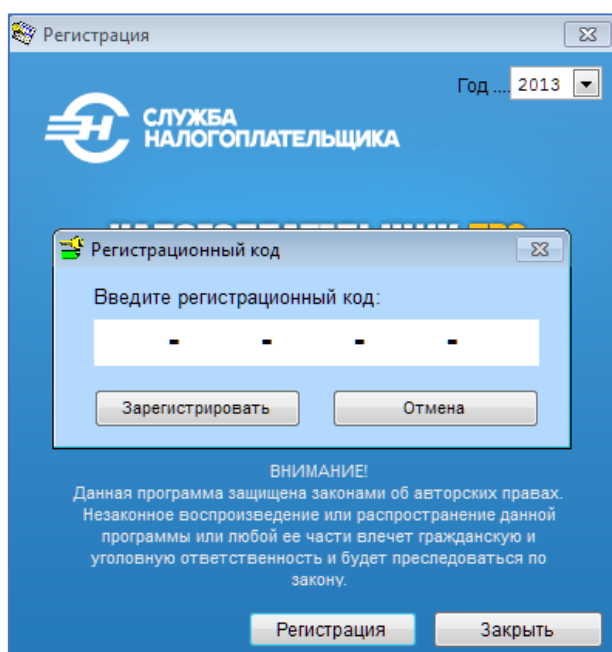 Регистрация
Год .... 2013
СЛУЖБА
НАЛОГОПЛАТЕЛЬЩИКА
Регистрационный код
Введите регистрационный код:
- - - -
Зарегистрировать Отмена
ВНИМАНИЕ!
Данная программа защищена законами об авторских правах.
Незаконное воспроизведение или распространение данной
программы или любой ее части влечет гражданскую и
уголовную ответственность и будет преследоваться по
закону.
Регистрация Закрыть